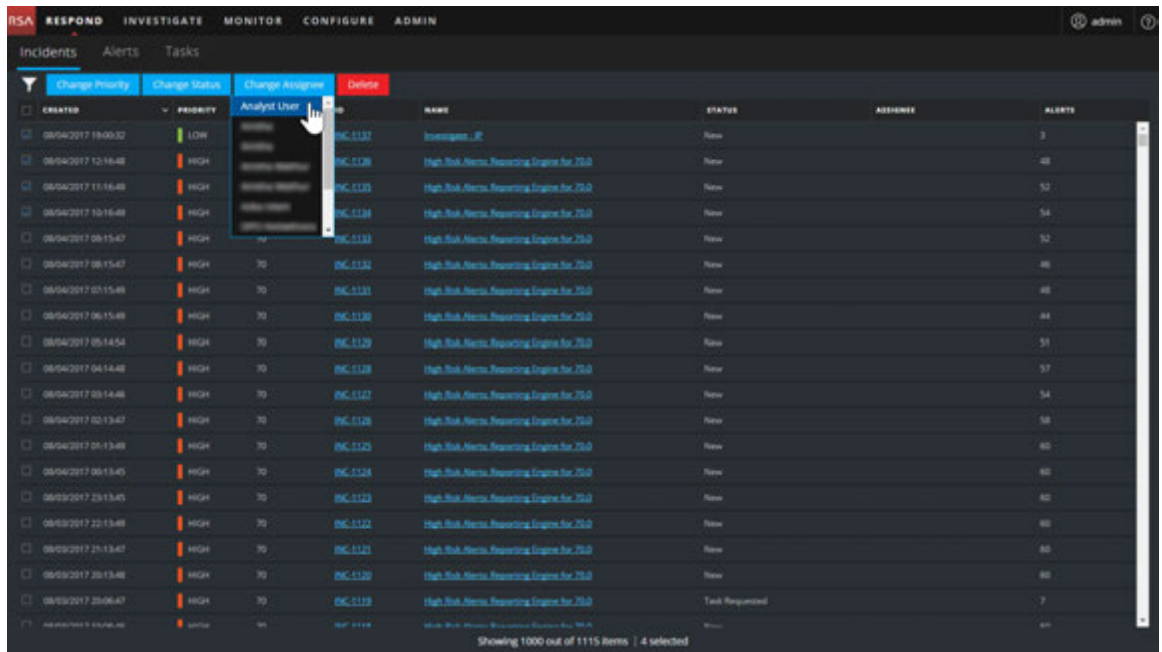 RSA RESPOND INVESTIGATE MONITOR CONFIGURE ADMIN admin
Incidents Alerts Tasks
Change Priority Change Status Change Assignee Delete
CREATED PRIORITY Analyst User ID NAME STATUS ASSIGNEE ALERTS
08/04/2017 LOW INC-1137 Investigate - IP New 3
08/04/2017 12:16:48 HIGH INC-1136 High Risk Alerts: Reporting Engine for 70.0 New 48
08/04/2017 11:16:48 HIGH INC-1135 High Risk Alerts: Reporting Engine for 70.0 New 52
08/04/2017 10:16:48 HIGH INC-1134 High Risk Alerts: Reporting Engine for 70.0 New 54
08/04/2017 09:15:47 HIGH 70 INC-1133 High Risk Alerts: Reporting Engine for 70.0 New 52
08/04/2017 08:15:47 HIGH 70 INC-1132 High Risk Alerts: Reporting Engine for 70.0 New 46
08/04/2017 07:15:48 HIGH 70 INC-1131 High Risk Alerts: Reporting Engine for 70.0 New 48
08/04/2017 06:15:48 HIGH 70 INC-1130 High Risk Alerts: Reporting Engine for 70.0 New 44
08/04/2017 05:14:54 HIGH 70 INC-1129 High Risk Alerts: Reporting Engine for 70.0 New 51
08/04/2017 04:14:48 HIGH 70 INC-1128 High Risk Alerts: Reporting Engine for 70.0 New 57
08/04/2017 03:14:46 HIGH 70 INC-1127 High Risk Alerts: Reporting Engine for 70.0 New 54
08/04/2017 02:13:47 HIGH 70 INC-1126 High Risk Alerts: Reporting Engine for 70.0 New 58
08/04/2017 01:13:48 HIGH 70 INC-1125 High Risk Alerts: Reporting Engine for 70.0 New 60
08/04/2017 00:13:45 HIGH 70 INC-1124 High Risk Alerts: Reporting Engine for 70.0 New 60
08/03/2017 23:13:45 HIGH 70 INC-1123 High Risk Alerts: Reporting Engine for 70.0 New 60
08/03/2017 22:13:48 HIGH 70 INC-1122 High Risk Alerts: Reporting Engine for 70.0 New 60
08/03/2017 21:13:47 HIGH 70 INC-1121 High Risk Alerts: Reporting Engine for 70.0 New 60
08/03/2017 20:13:48 HIGH 70 INC-1120 High Risk Alerts: Reporting Engine for 70.0 New 60
08/03/2017 20:06:47 HIGH 70 INC-1119 High Risk Alerts: Reporting Engine for 70.0 Task Requested 7
Showing 1000 out of 1115 items | 4 selected